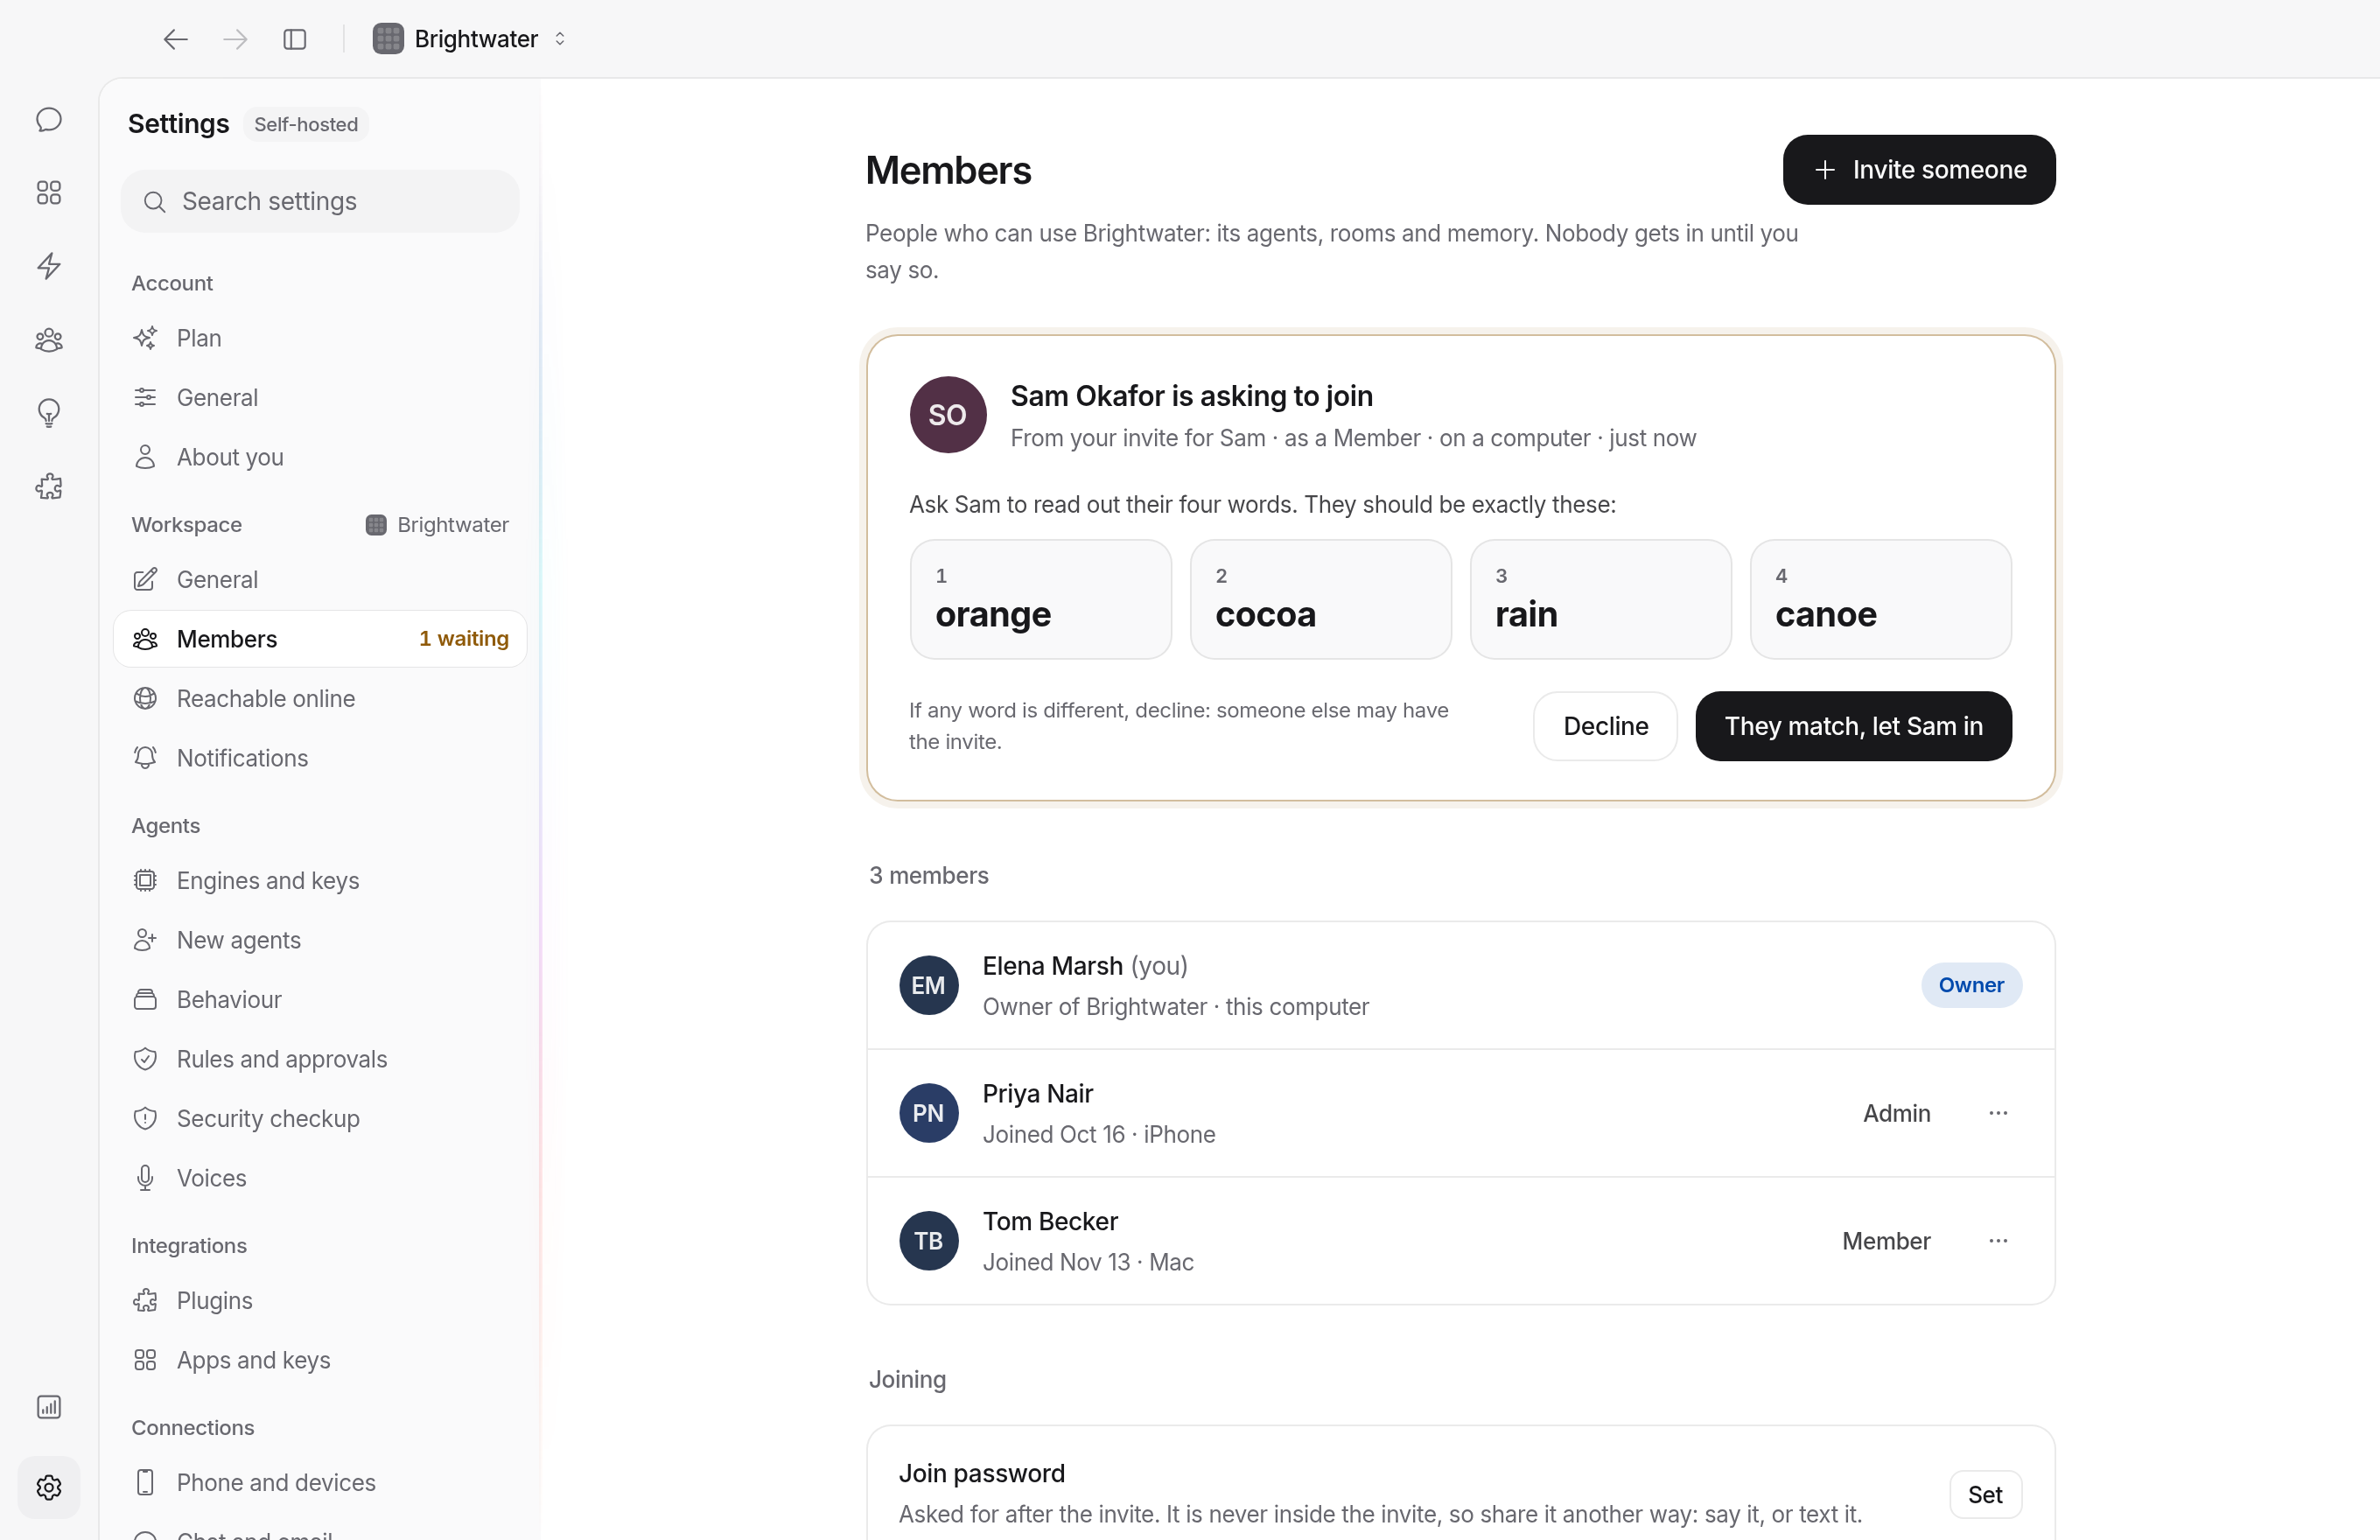 Brightwater
Settings
Self-hosted
Search settings
Account
Plan
General
About you
Workspace
Brightwater
General
Members
1 waiting
Reachable online
Notifications
Agents
Engines and keys
New agents
Behaviour
Rules and approvals
Security checkup
Voices
Integrations
Plugins
Apps and keys
Connections
Phone and devices
Chat and email
Members
Invite someone
People who can use Brightwater: its agents, rooms and memory. Nobody gets in until you
say so.
SO
Sam Okafor is asking to join
From your invite for Sam · as a Member · on a computer · just now
Ask Sam to read out their four words. They should be exactly these:
1
orange
2
cocoa
3
rain
4
canoe
If any word is different, decline: someone else may have
the invite.
Decline
They match, let Sam in
3 members
EM
Elena Marsh (you)
Owner of Brightwater · this computer
Owner
PN
Priya Nair
Joined Oct 16 · iPhone
Admin
TB
Tom Becker
Joined Nov 13 · Mac
Member
Joining
Join password
Asked for after the invite. It is never inside the invite, so share it another way: say it, or text it.
Set